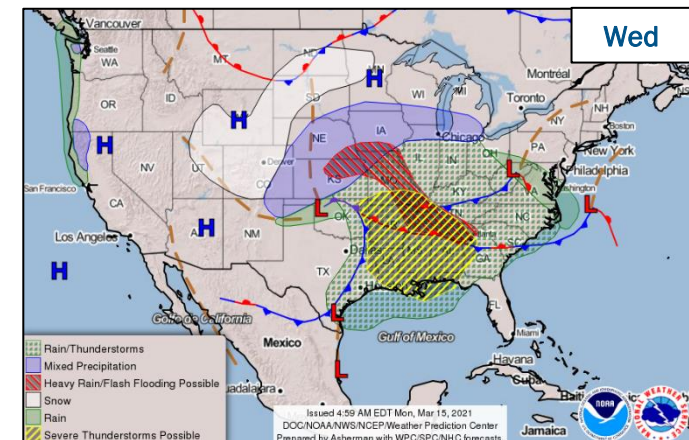 Wed
Vancouver
Seattle
WA
MT
ND
MN
Montréal
OR
ID
SD
WI
MI
Toronto
NH
NY
Boston
H
H
H
NE
IA
Chicago
PA
New York
NV
UT
Denver
CO
KS
MO
IL
IN
OH
L
Philadelphia
Washington
San Francisco
CA
KY
VA
L
Los Angeles
H
NM
L
OK
TN
NC
Atlanta
SC
H
TX
GA
L
FL
Golfo de California
Gulf of Mexico
Miami
Mexico
L
Havana
Cuba
Jamaica
Rain/Thunderstorms
Mixed Precipitation
Heavy Rain/Flash Flooding Possible
Snow
Rain
Severe Thunderstorms Possible
Issued 4:59 AM EDT Mon, Mar 15, 2021
DOC/NOAA/NWS/NCEP/Weather Prediction Center
Prepared by Asherman with WPC/SPC/NHC forecasts
NOAA